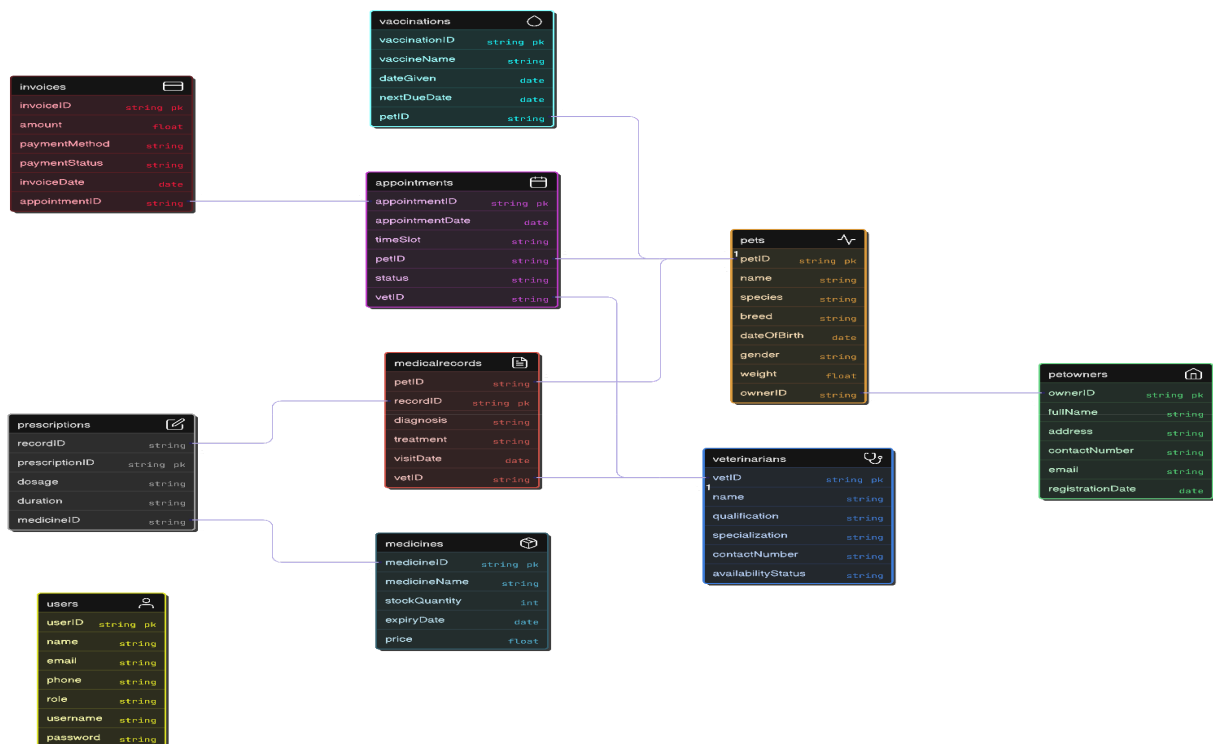 vaccinations
vaccinationID string pk
vaccineName string
dateGiven date
nextDueDate date
petID string
invoices
invoiceID string pk
amount float
paymentMethod string
paymentStatus string
invoiceDate date
appointmentID string
appointments
appointmentID string pk
appointmentDate date
timeSlot string
petID string
status string
vetID string
pets
1
petID string pk
name string
species string
breed string
dateOfBirth date
gender string
weight float
ownerID string
medicalrecords
petID string
recordID string pk
diagnosis string
treatment string
visitDate date
vetID string
petowners
ownerID string pk
fullName string
address string
contactNumber string
email string
registrationDate date
prescriptions
recordID string
prescriptionID string pk
dosage string
duration string
medicineID string
veterinarians
vetID string pk
1
name string
qualification string
specialization string
contactNumber string
availabilityStatus string
medicines
medicineID string pk
medicineName string
stockQuantity int
expiryDate date
price float
users
userID string pk
name string
email string
phone string
role string
username string
password string